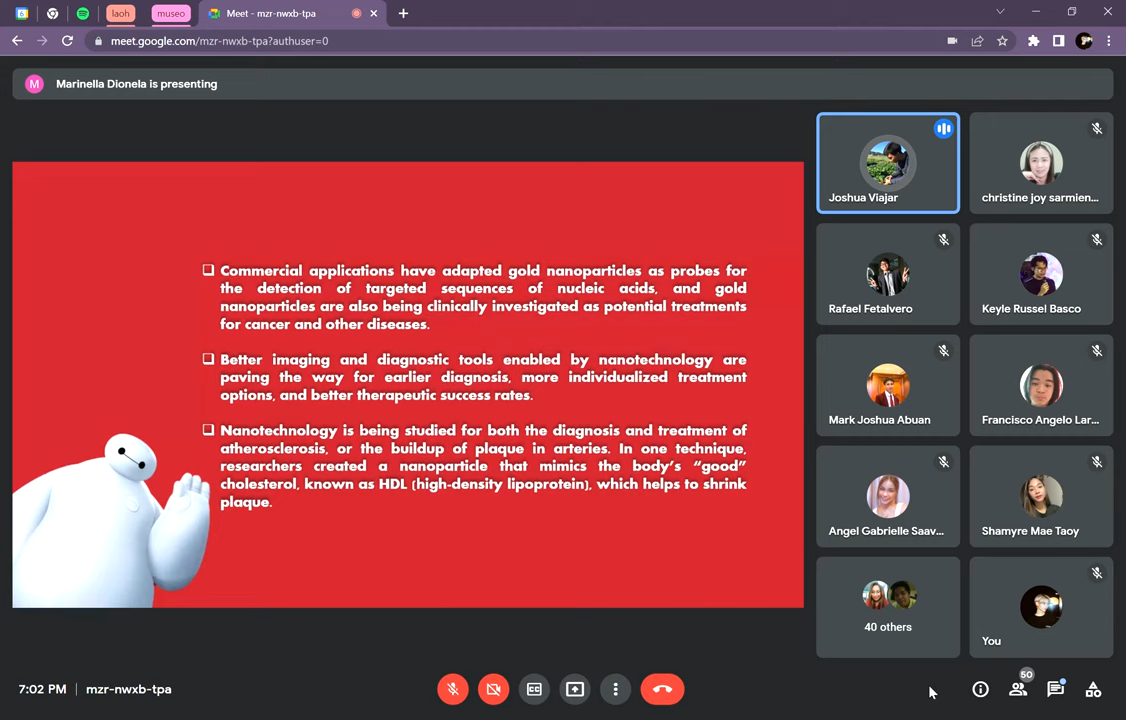 laoh
museo
Meet - mzr-nwxb-tpa
meet.google.com/mzr-nwxb-tpa?authuser=0
M
Marinella Dionela is presenting
❑ Commercial applications have adapted gold nanoparticles as probes for
the detection of targeted sequences of nucleic acids, and gold
nanoparticles are also being clinically investigated as potential treatments
for cancer and other diseases.
❑ Better imaging and diagnostic tools enabled by nanotechnology are
paving the way for earlier diagnosis, more individualized treatment
options, and better therapeutic success rates.
❑ Nanotechnology is being studied for both the diagnosis and treatment of
atherosclerosis, or the buildup of plaque in arteries. In one technique,
researchers created a nanoparticle that mimics the body’s “good”
cholesterol, known as HDL (high-density lipoprotein), which helps to shrink
plaque.
Joshua Viajar
christine joy sarmien...
Rafael Fetalvero
Keyle Russel Basco
Mark Joshua Abuan
Francisco Angelo Lar...
Angel Gabrielle Saav...
Shamyre Mae Taoy
40 others
You
7:02 PM | mzr-nwxb-tpa
CC
50